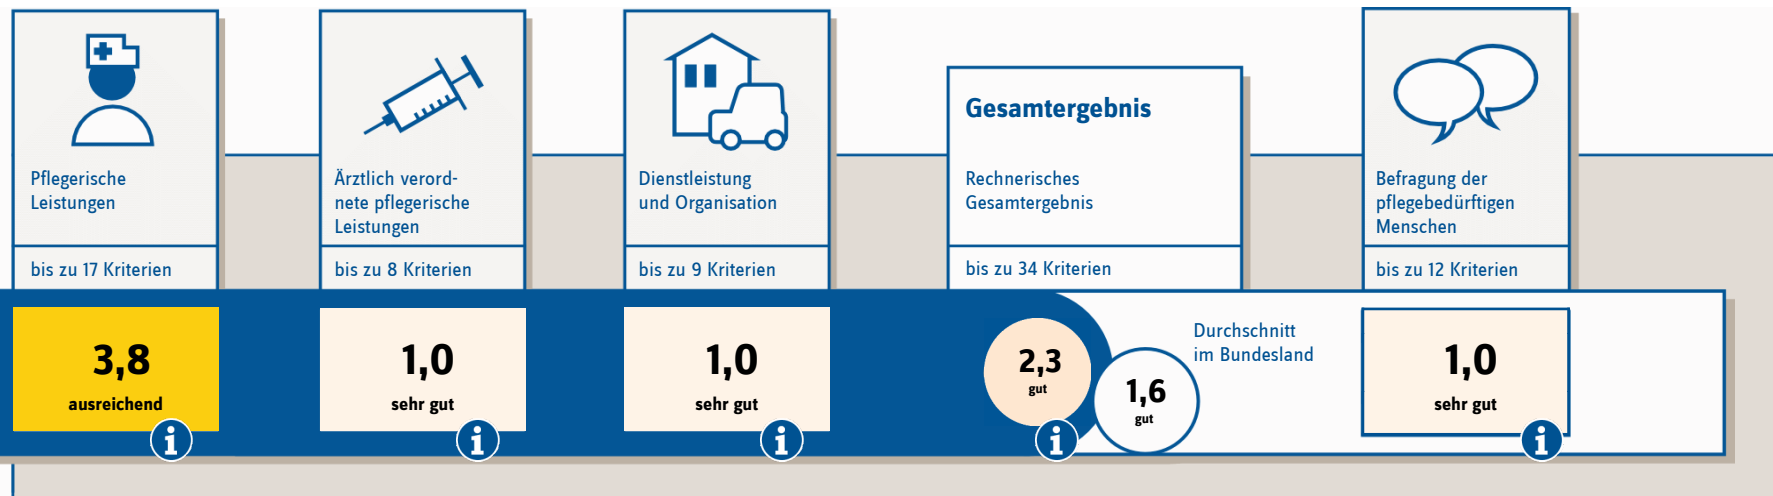 Pflegerische
Leistungen
bis zu 17 Kriterien
3,8
ausreichend
i
Ärztlich verord-
nete pflegerische
Leistungen
bis zu 8 Kriterien
1,0
sehr gut
i
Dienstleistung
und Organisation
bis zu 9 Kriterien
1,0
sehr gut
i
Gesamtergebnis
Rechnerisches
Gesamtergebnis
bis zu 34 Kriterien
2,3
gut
i
1,6
gut
Durchschnitt
im Bundesland
Befragung der
pflegebedürftigen
Menschen
bis zu 12 Kriterien
1,0
sehr gut
i